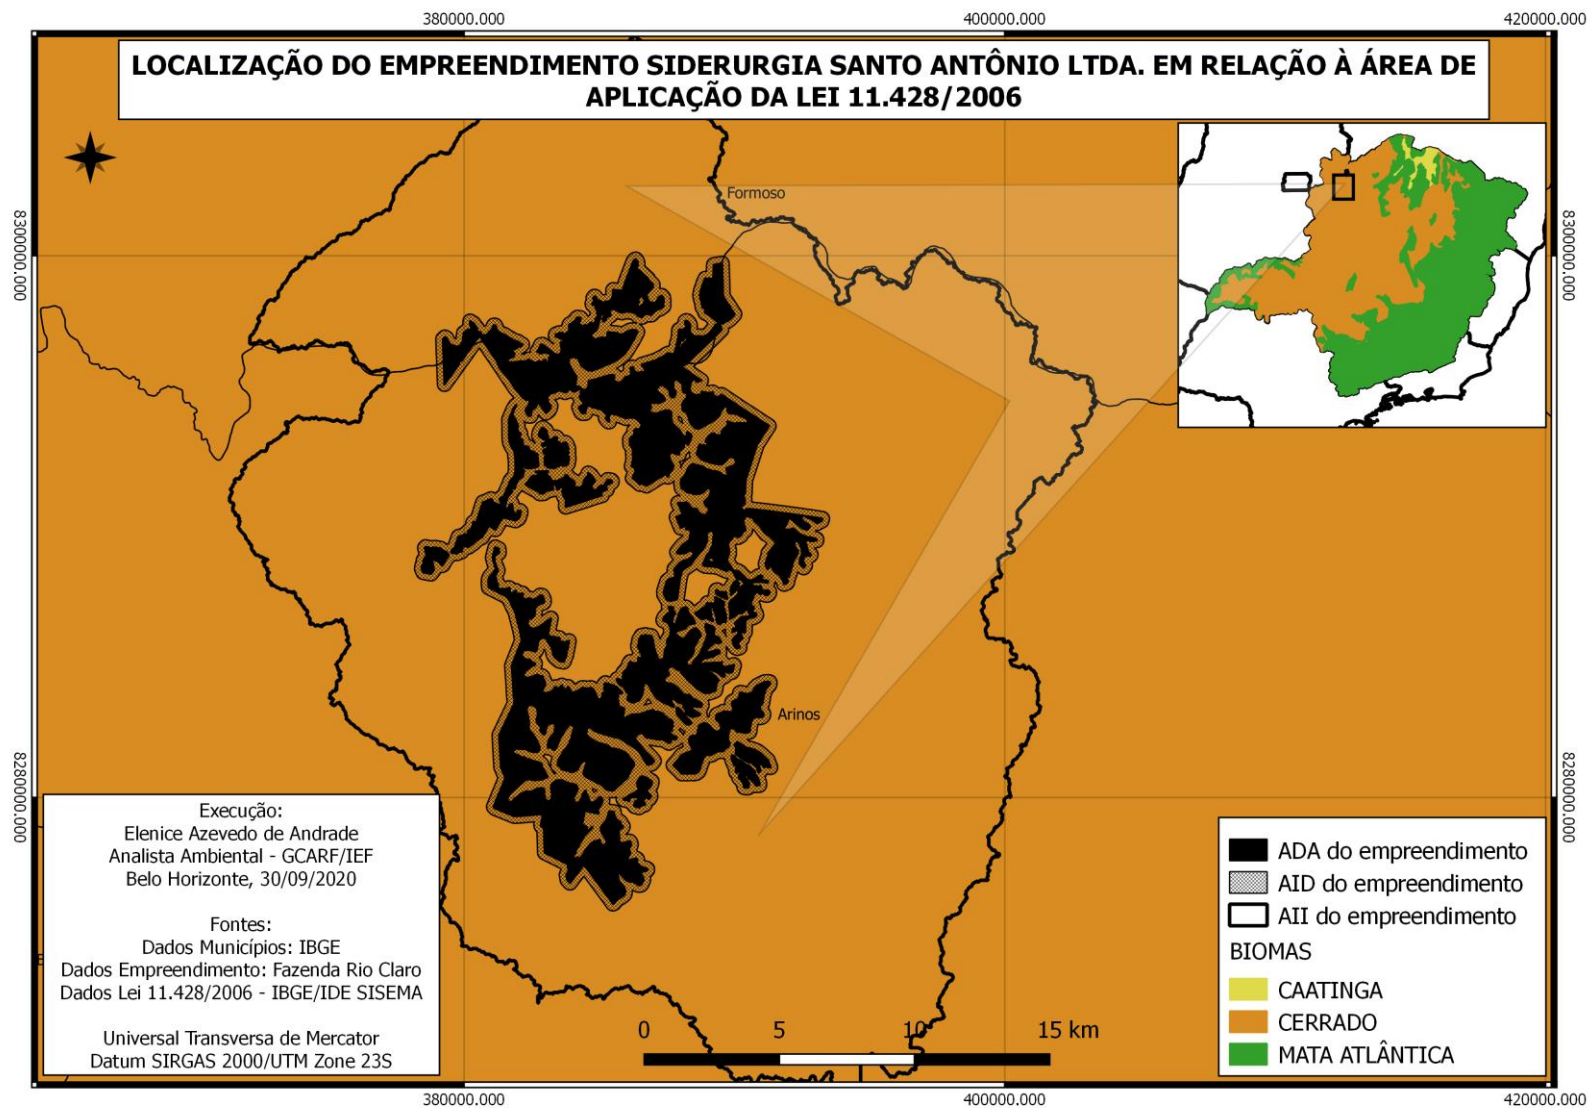 380000.000
400000.000
420000.000
LOCALIZAÇÃO DO EMPREENDIMENTO SIDERURGIA SANTO ANTÔNIO LTDA. EM RELAÇÃO À ÁREA DE
APLICAÇÃO DA LEI 11.428/2006
Formoso
8300000.000
8300000.000
Arinos
8280000.000
8280000.000
Execução:
Elenice Azevedo de Andrade
Analista Ambiental - GCARF/IEF
Belo Horizonte, 30/09/2020
Fontes:
Dados Municípios: IBGE
Dados Empreendimento: Fazenda Rio Claro
Dados Lei 11.428/2006 - IBGE/IDE SISEMA
Universal Transversa de Mercator
Datum SIRGAS 2000/UTM Zone 23S
0 5 10 15 km
ADA do empreendimento
AID do empreendimento
AII do empreendimento
BIOMAS
CAATINGA
CERRADO
MATA ATLÂNTICA
380000.000
400000.000
420000.000